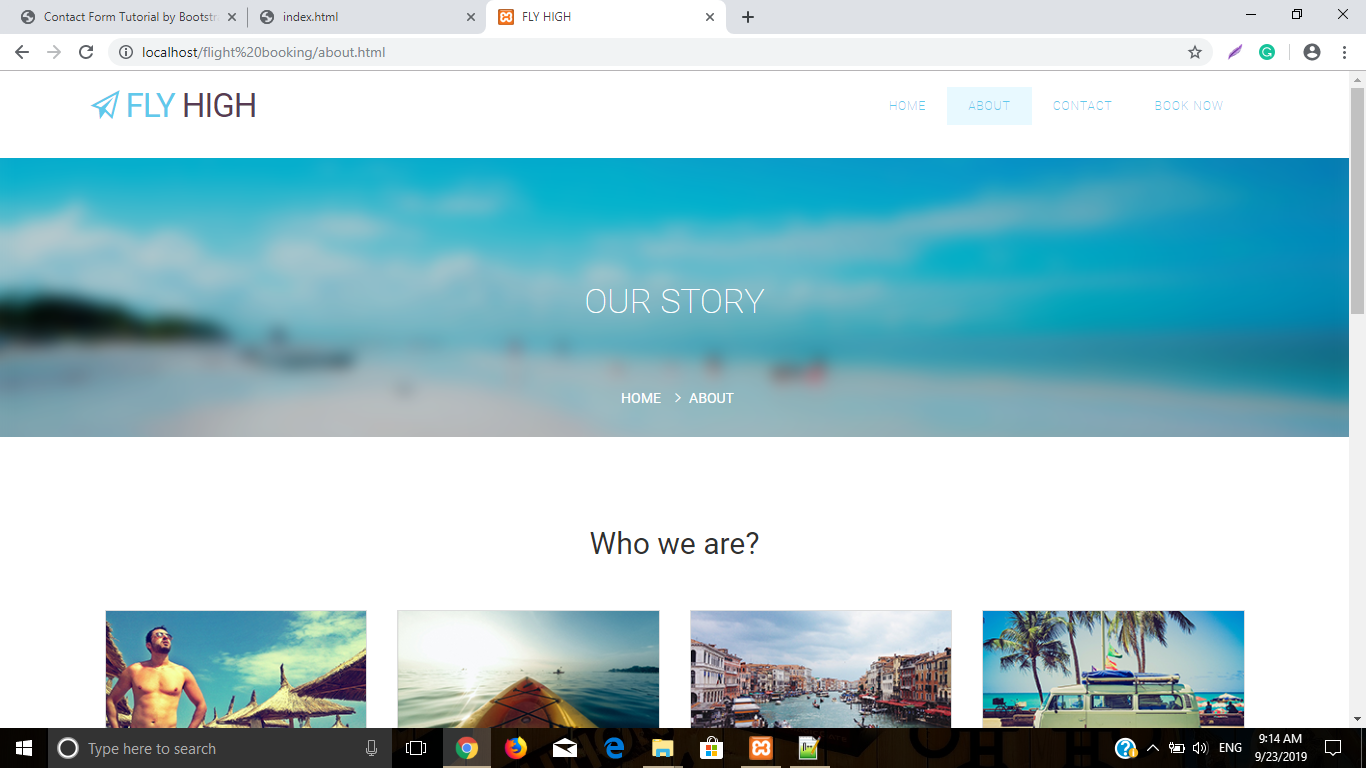 Contact Form Tutorial by Bootstr
index.html
FLY HIGH
localhost/flight%20booking/about.html
FLY HIGH
HOME
ABOUT
CONTACT
BOOK NOW
OUR STORY
HOME > ABOUT
Who we are?
Type here to search
ENG
9:14 AM
9/23/2019